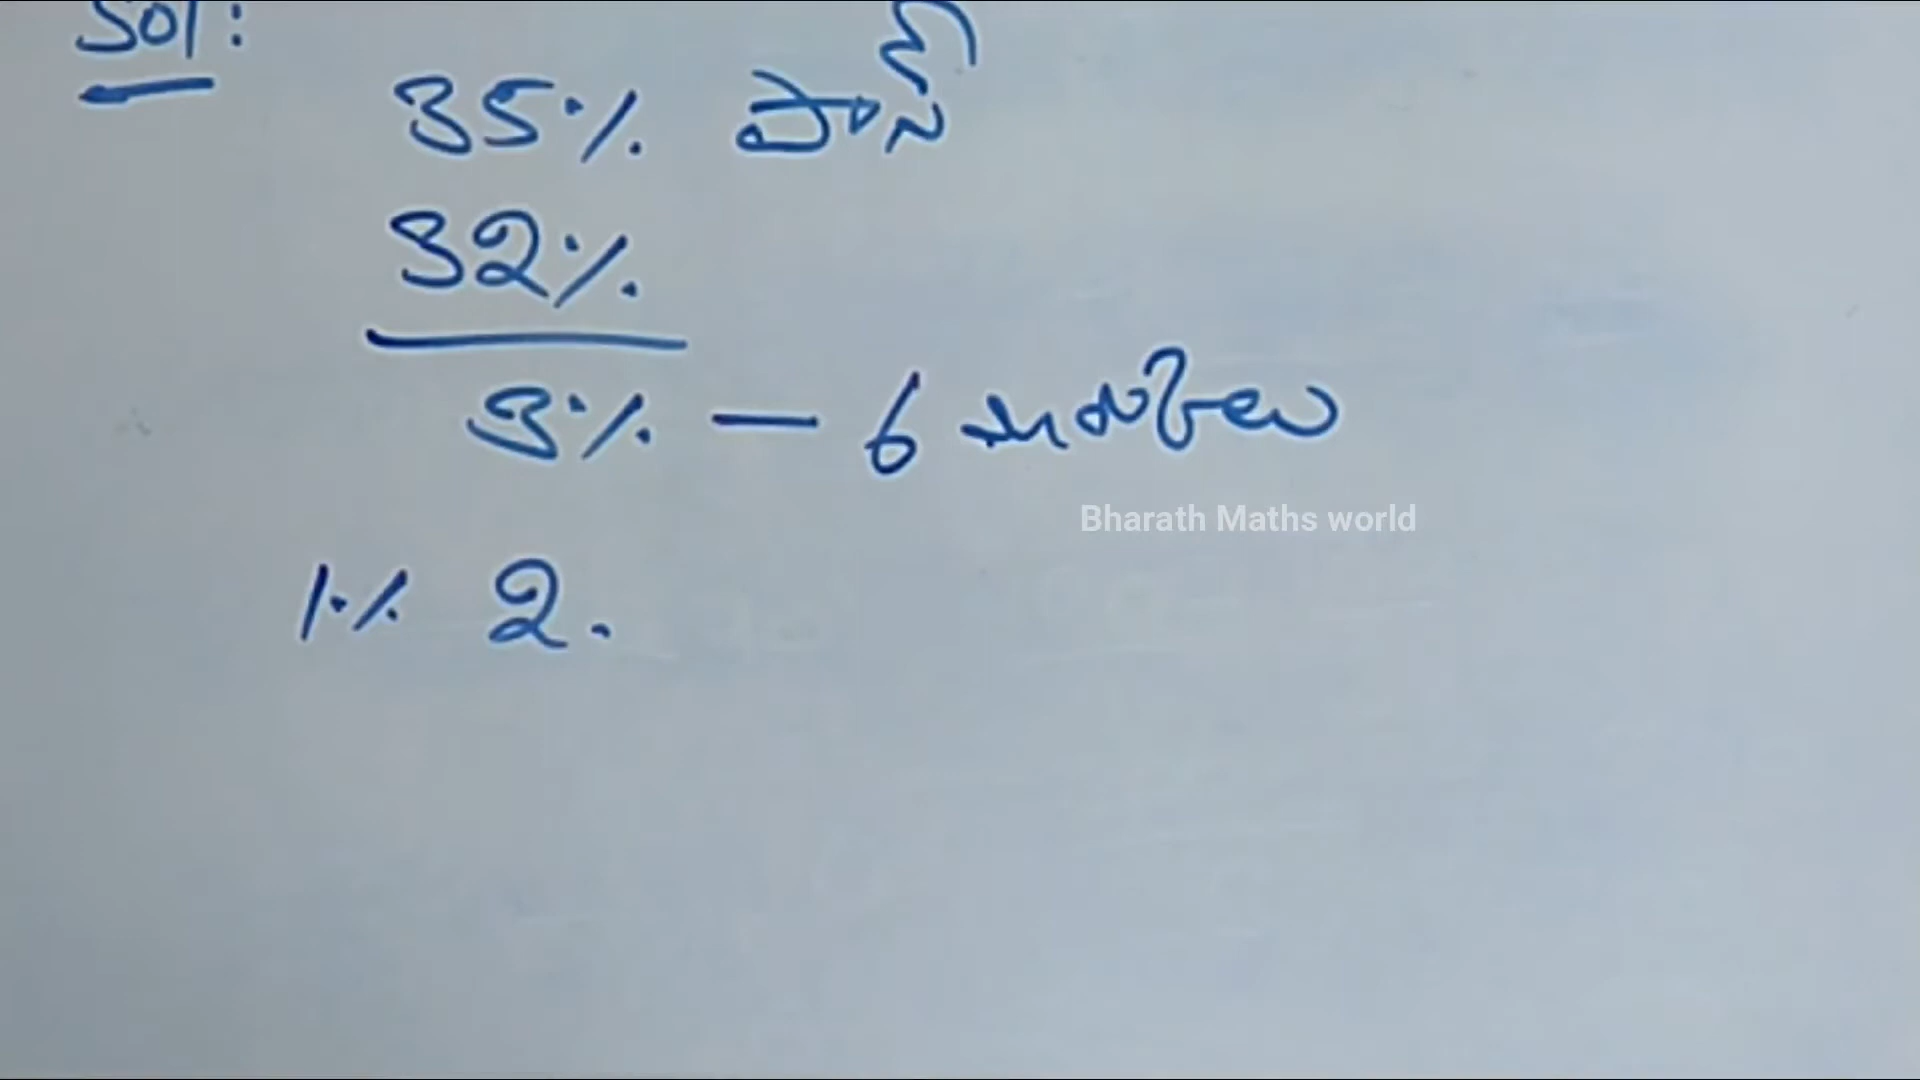 Sol:
35% పాస్
32%
3% — 6 మార్కులు
Bharath Maths world
1% 2.